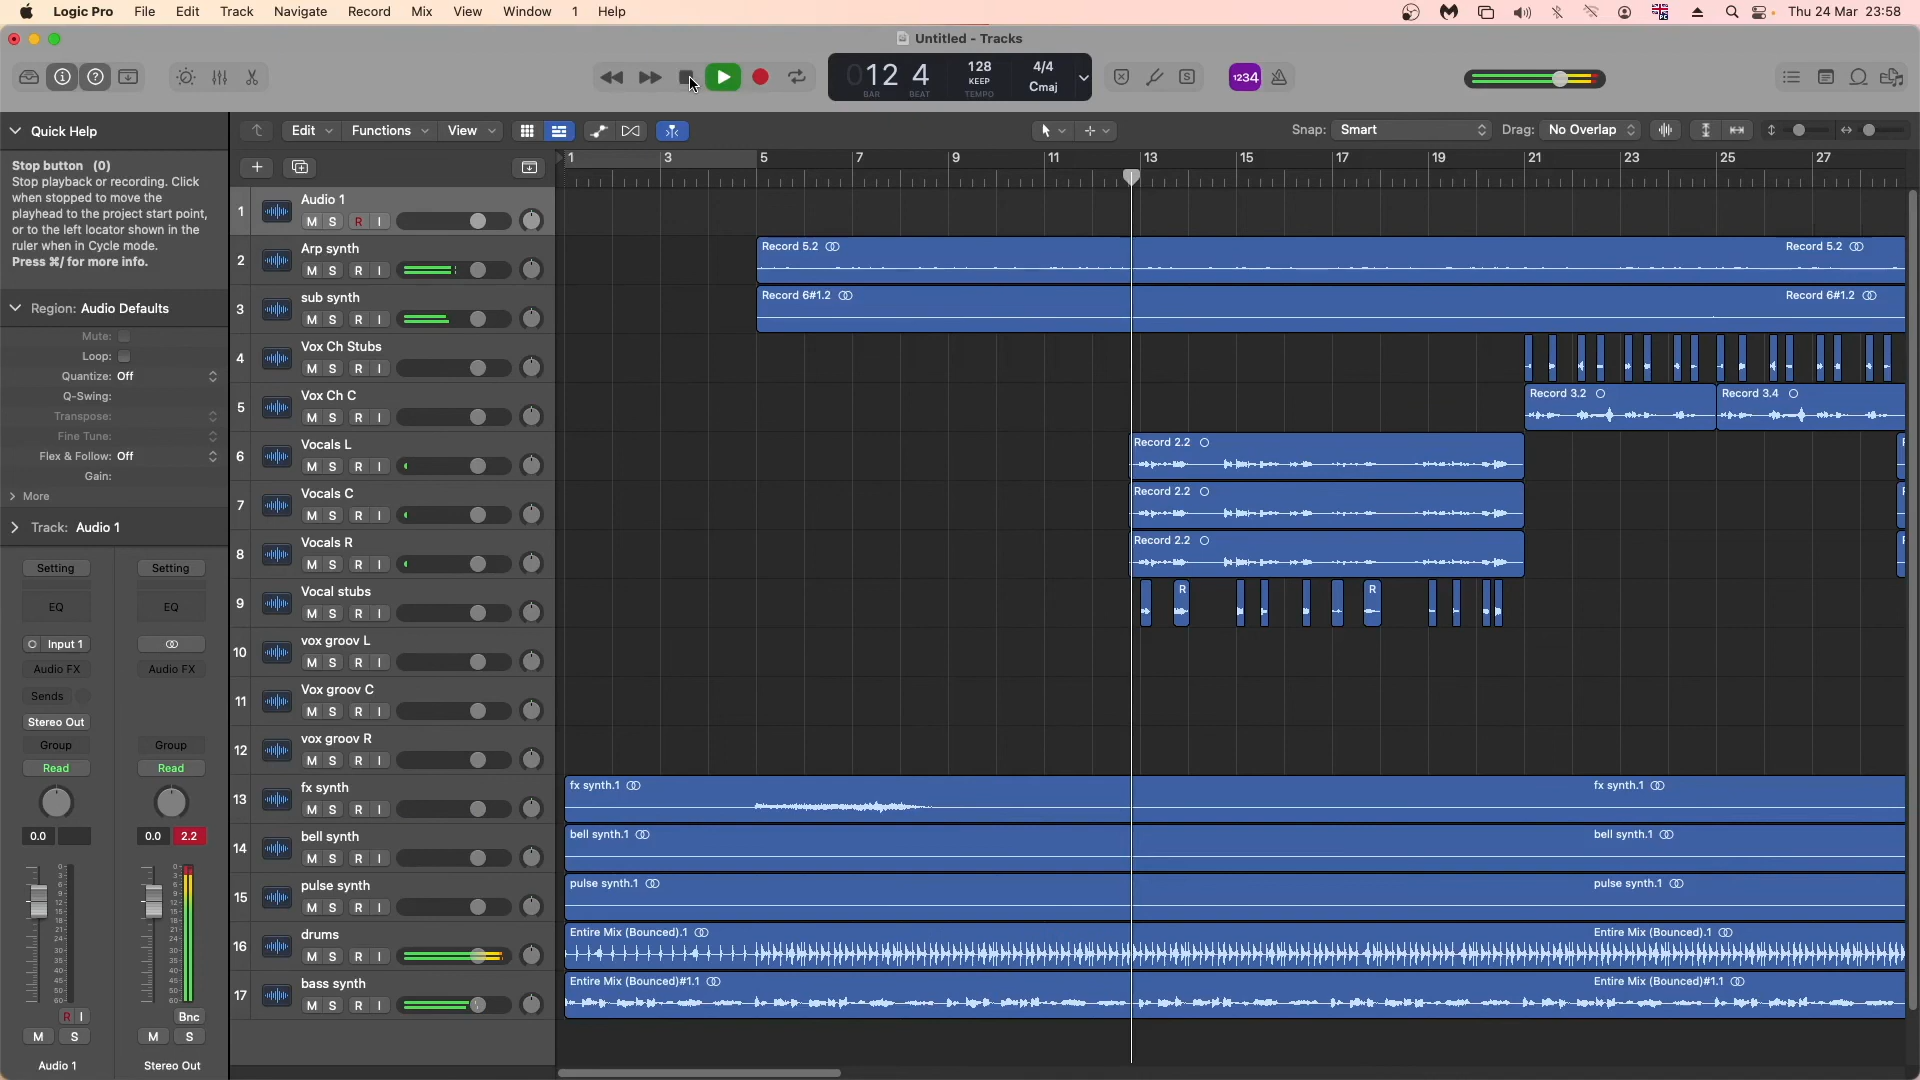 Logic Pro File Edit Track Navigate Record Mix View Window 1 Help Thu 24 Mar 23:58
Untitled - Tracks
012 4 128 4/4
KEEP Cmaj
BAR BEAT TEMPO
S 1234
Quick Help
Edit Functions View Snap: Smart Drag: No Overlap
Stop button (0)
Stop playback or recording. Click
when stopped to move the
playhead to the project start point,
or to the left locator shown in the
ruler when in Cycle mode.
Press ⌘/ for more info.
1 3 5 7 9 11 13 15 17 19 21 23 25 27
Region: Audio Defaults
Mute:
Loop:
Quantize: Off
Q-Swing:
Transpose:
Fine Tune:
Flex & Follow: Off
Gain:
More
Track: Audio 1
Setting Setting
EQ EQ
Input 1
Audio FX Audio FX
Sends
Stereo Out
Group Group
Read Read
0.0 0.0 2.2
R I Bnc
M S M S
Audio 1 Stereo Out
1 Audio 1
M S R I
2 Arp synth
M S R I
Record 5.2 Record 5.2
3 sub synth
M S R I
Record 6#1.2 Record 6#1.2
4 Vox Ch Stubs
M S R I
5 Vox Ch C
M S R I
Record 3.2 Record 3.4
6 Vocals L
M S R I
Record 2.2
7 Vocals C
M S R I
Record 2.2
8 Vocals R
M S R I
Record 2.2
9 Vocal stubs
M S R I
R R
10 vox groov L
M S R I
11 Vox groov C
M S R I
12 vox groov R
M S R I
13 fx synth
M S R I
fx synth.1 fx synth.1
14 bell synth
M S R I
bell synth.1 bell synth.1
15 pulse synth
M S R I
pulse synth.1 pulse synth.1
16 drums
M S R I
Entire Mix (Bounced).1 Entire Mix (Bounced).1
17 bass synth
M S R I
Entire Mix (Bounced)#1.1 Entire Mix (Bounced)#1.1